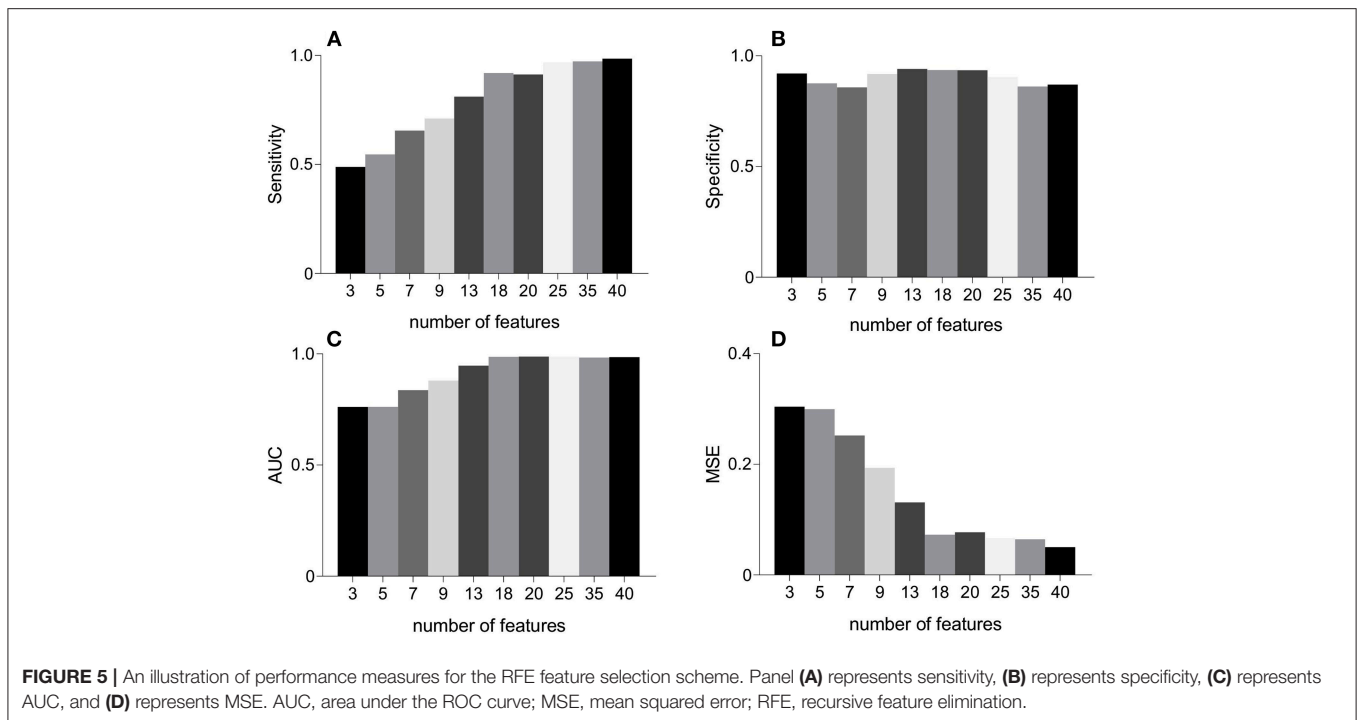 A
1.0
0.5
0
Sensitivity
3 5 7 9 13 18 20 25 35 40
number of features
B
1.0
0.5
0
Specificity
3 5 7 9 13 18 20 25 35 40
number of features
C
1.0
0.5
0
AUC
3 5 7 9 13 18 20 25 35 40
number of features
D
0.4
0.2
0
MSE
3 5 7 9 13 18 20 25 35 40
number of features
FIGURE 5 | An illustration of performance measures for the RFE feature selection scheme. Panel (A) represents sensitivity, (B) represents specificity, (C) represents
AUC, and (D) represents MSE. AUC, area under the ROC curve; MSE, mean squared error; RFE, recursive feature elimination.